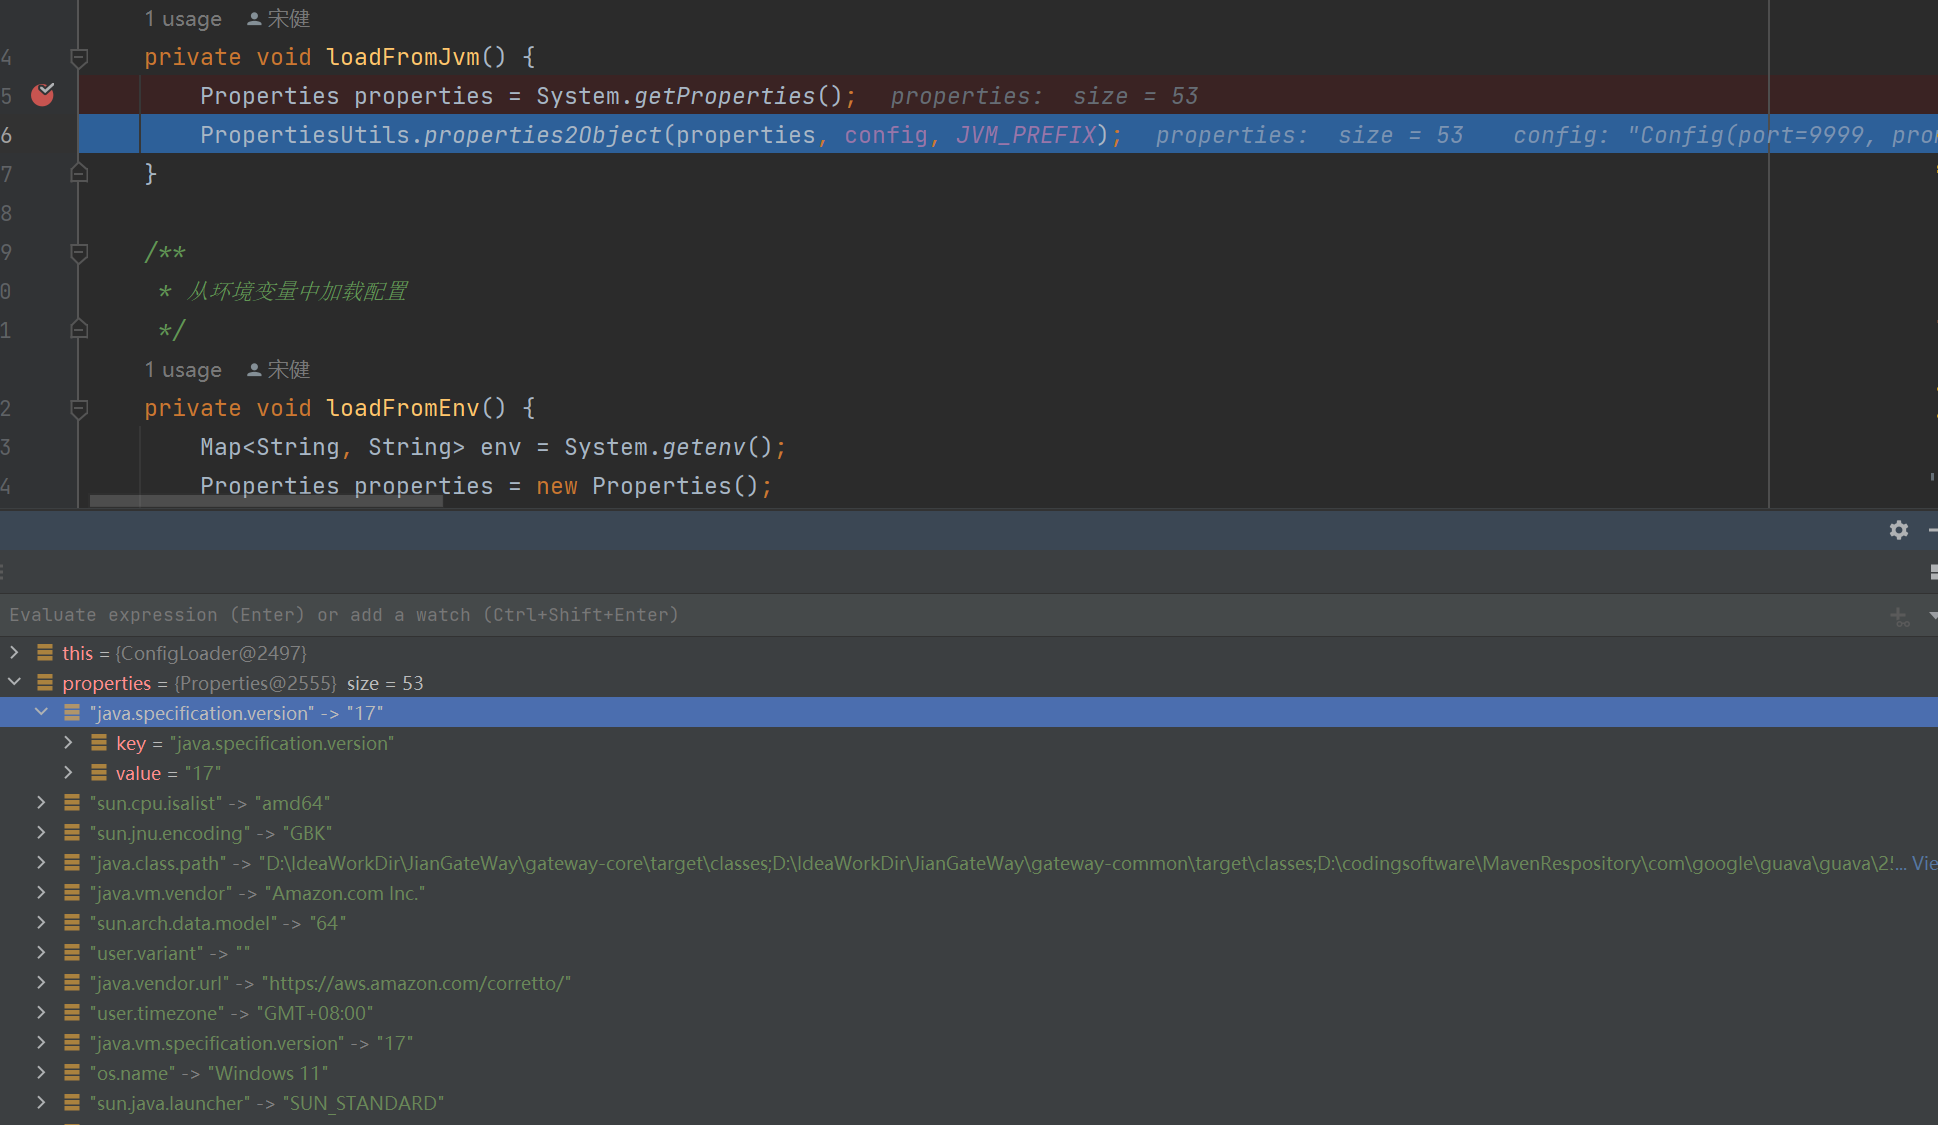 1 usage 宋健
4 private void loadFromJvm() {
5 Properties properties = System.getProperties(); properties: size = 53
6 PropertiesUtils.properties2Object(properties, config, JVM_PREFIX); properties: size = 53 config: "Config(port=9999, pro
7 }
8
9 /**
0 * 从环境变量中加载配置
1 */
1 usage 宋健
2 private void loadFromEnv() {
3 Map<String, String> env = System.getenv();
4 Properties properties = new Properties();
Evaluate expression (Enter) or add a watch (Ctrl+Shift+Enter)
this = {ConfigLoader@2497}
properties = {Properties@2555} size = 53
"java.specification.version" -> "17"
key = "java.specification.version"
value = "17"
"sun.cpu.isalist" -> "amd64"
"sun.jnu.encoding" -> "GBK"
"java.class.path" -> "D:\IdeaWorkDir\JianGateWay\gateway-core\target\classes;D:\IdeaWorkDir\JianGateWay\gateway-common\target\classes;D:\codingsoftware\MavenRespository\com\google\guava\guava\2!... Vie
"java.vm.vendor" -> "Amazon.com Inc."
"sun.arch.data.model" -> "64"
"user.variant" -> ""
"java.vendor.url" -> "https://aws.amazon.com/corretto/"
"user.timezone" -> "GMT+08:00"
"java.vm.specification.version" -> "17"
"os.name" -> "Windows 11"
"sun.java.launcher" -> "SUN_STANDARD"